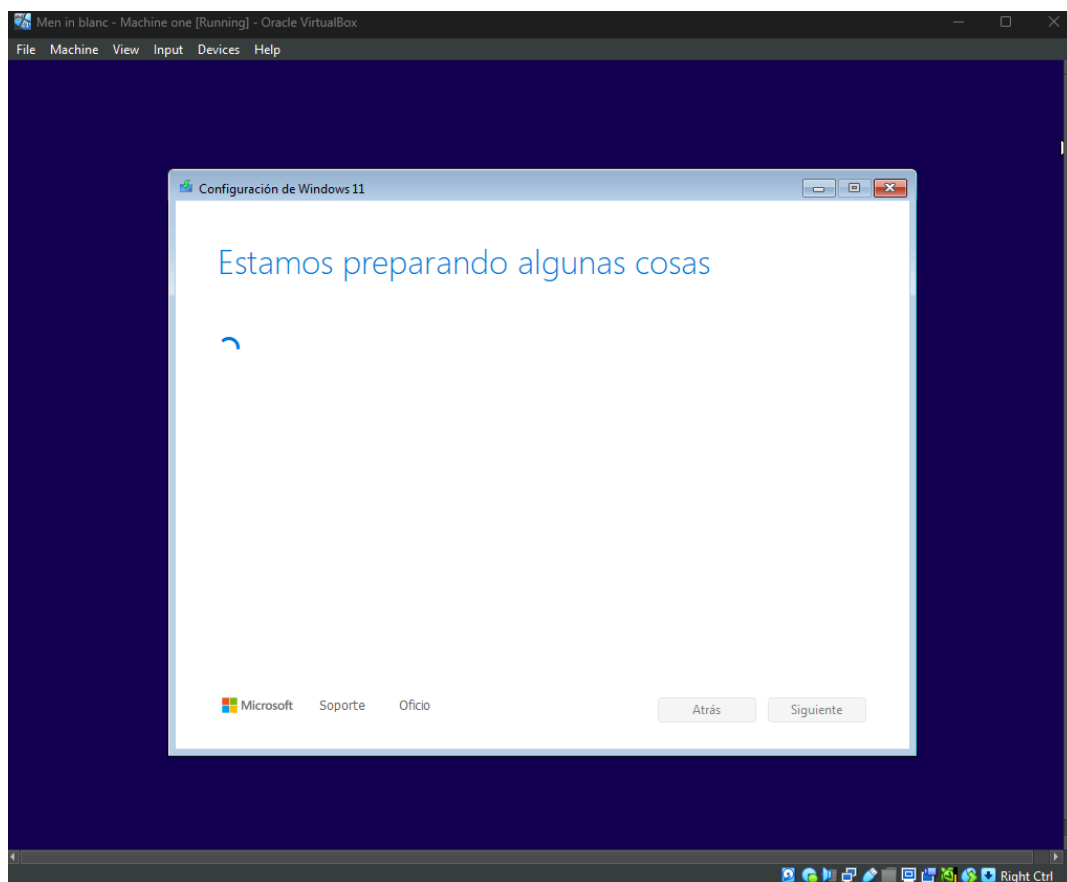 Men in blanc - Machine one [Running] - Oracle VirtualBox
File Machine View Input Devices Help
Configuración de Windows 11
Estamos preparando algunas cosas
Microsoft Soporte Oficio Atrás Siguiente
Right Ctrl